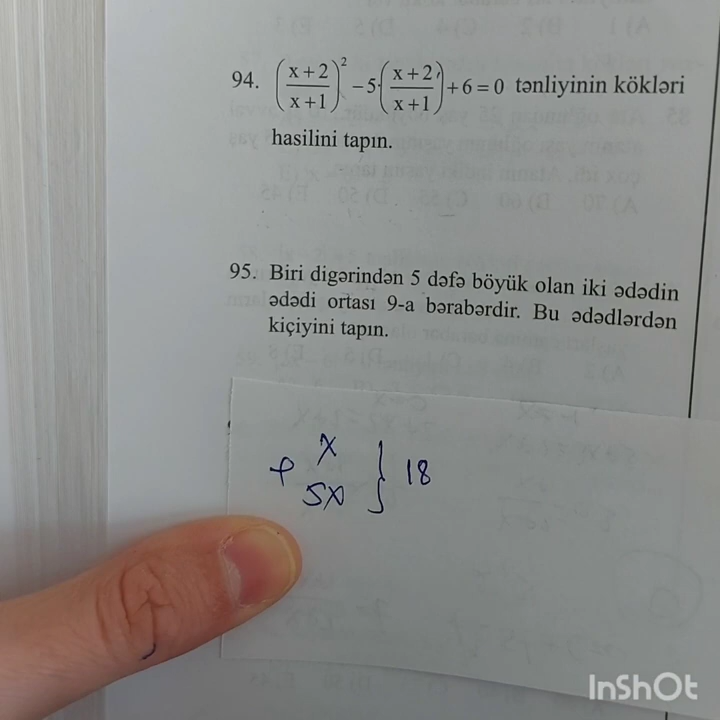 94. ((x+2)/(x+1))² − 5·((x+2)/(x+1)) + 6 = 0 tənliyinin kökləri
hasilini tapın.
95. Biri digərindən 5 dəfə böyük olan iki ədədin
ədədi ortası 9-a bərabərdir. Bu ədədlərdən
kiçiyini tapın.
+ x
5x } 18
InShOt